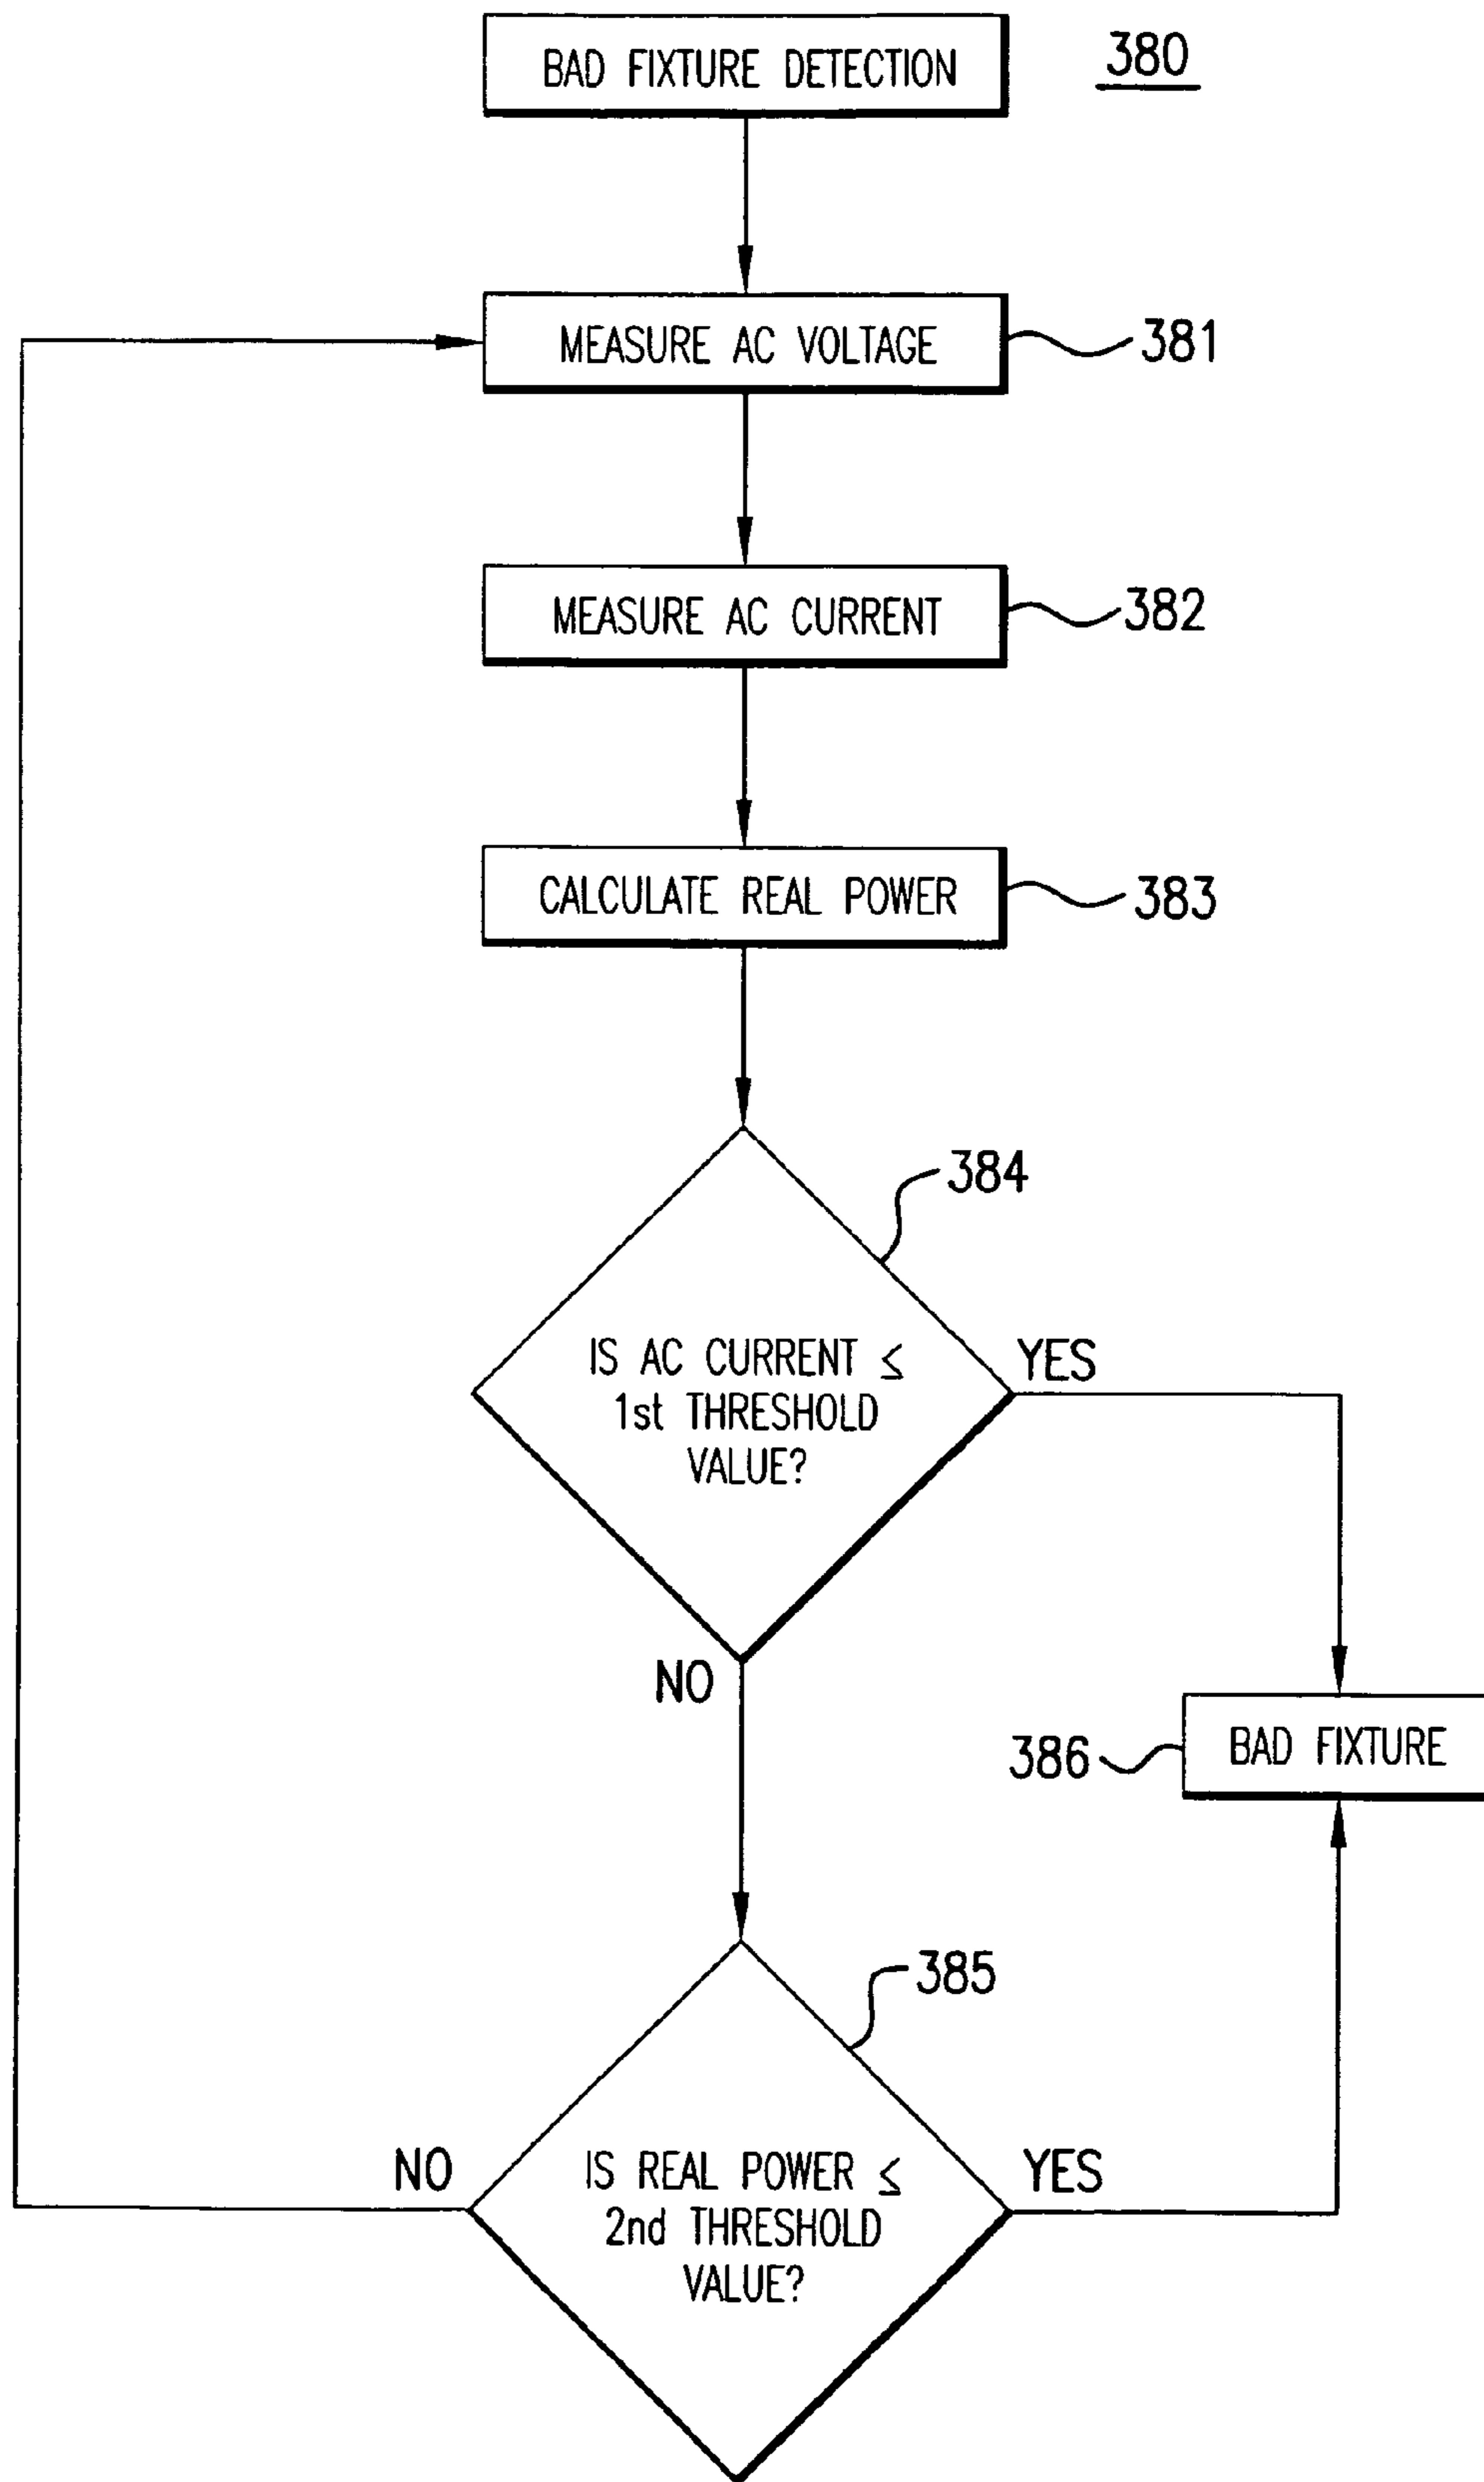 BAD FIXTURE DETECTION
380
MEASURE AC VOLTAGE
381
MEASURE AC CURRENT
382
CALCULATE REAL POWER
383
384
IS AC CURRENT ≤
1st THRESHOLD
VALUE?
YES
NO
386
BAD FIXTURE
385
NO
IS REAL POWER ≤
2nd THRESHOLD
VALUE?
YES